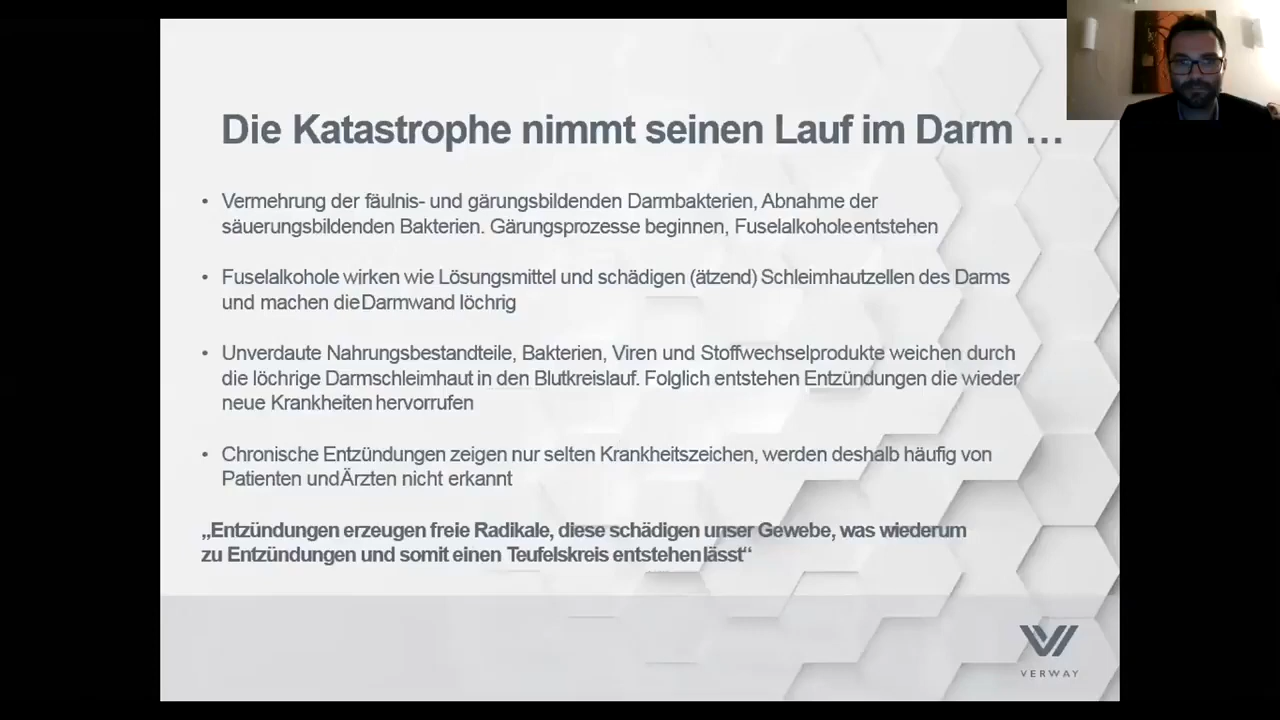 Die Katastrophe nimmt seinen Lauf im Darm …
• Vermehrung der fäulnis- und gärungsbildenden Darmbakterien, Abnahme der
säuerungsbildenden Bakterien. Gärungsprozesse beginnen, Fuselalkohole entstehen
• Fuselalkohole wirken wie Lösungsmittel und schädigen (ätzend) Schleimhautzellen des Darms
und machen die Darmwand löchrig
• Unverdaute Nahrungsbestandteile, Bakterien, Viren und Stoffwechselprodukte weichen durch
die löchrige Darmschleimhaut in den Blutkreislauf. Folglich entstehen Entzündungen die wieder
neue Krankheiten hervorrufen
• Chronische Entzündungen zeigen nur selten Krankheitszeichen, werden deshalb häufig von
Patienten und Ärzten nicht erkannt
„Entzündungen erzeugen freie Radikale, diese schädigen unser Gewebe, was wiederum
zu Entzündungen und somit einen Teufelskreis entstehen lässt“
VERWAY